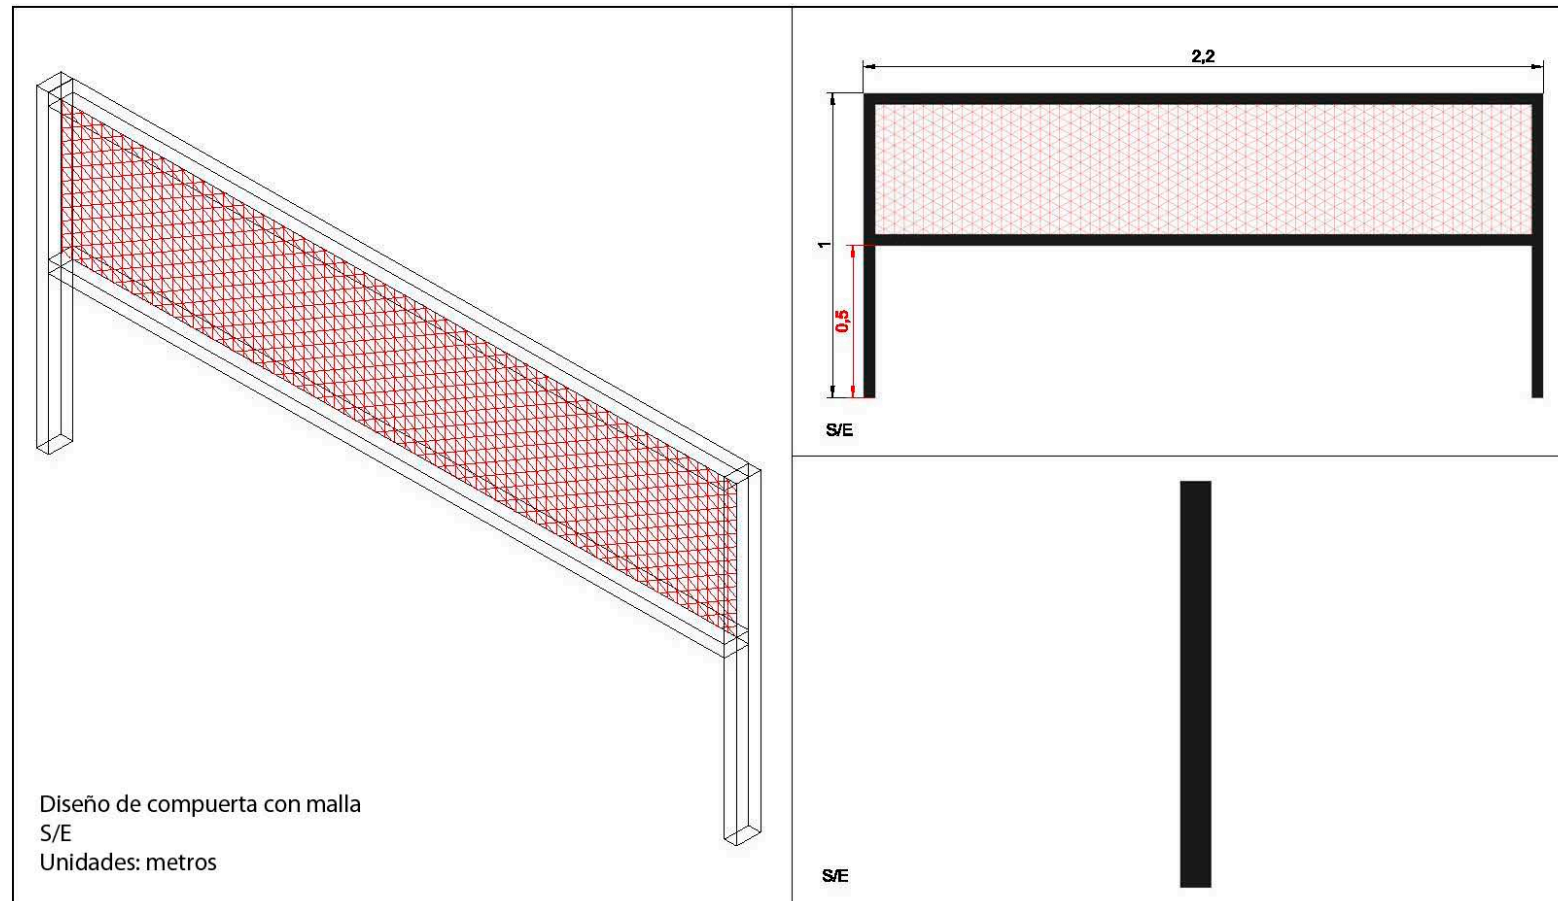 2,2
1
0,5
S/E
Diseño de compuerta con malla
S/E
Unidades: metros
S/E